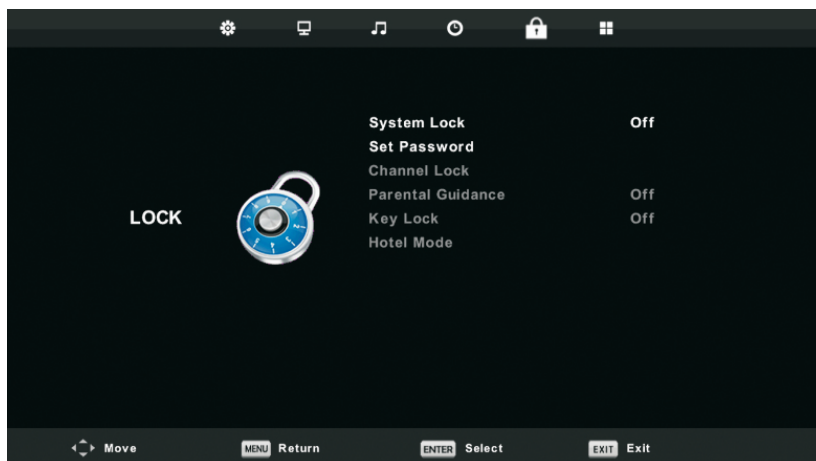 System Lock Off
Set Password
Channel Lock
Parental Guidance Off
LOCK
Key Lock Off
Hotel Mode
Move MENU Return ENTER Select EXIT Exit